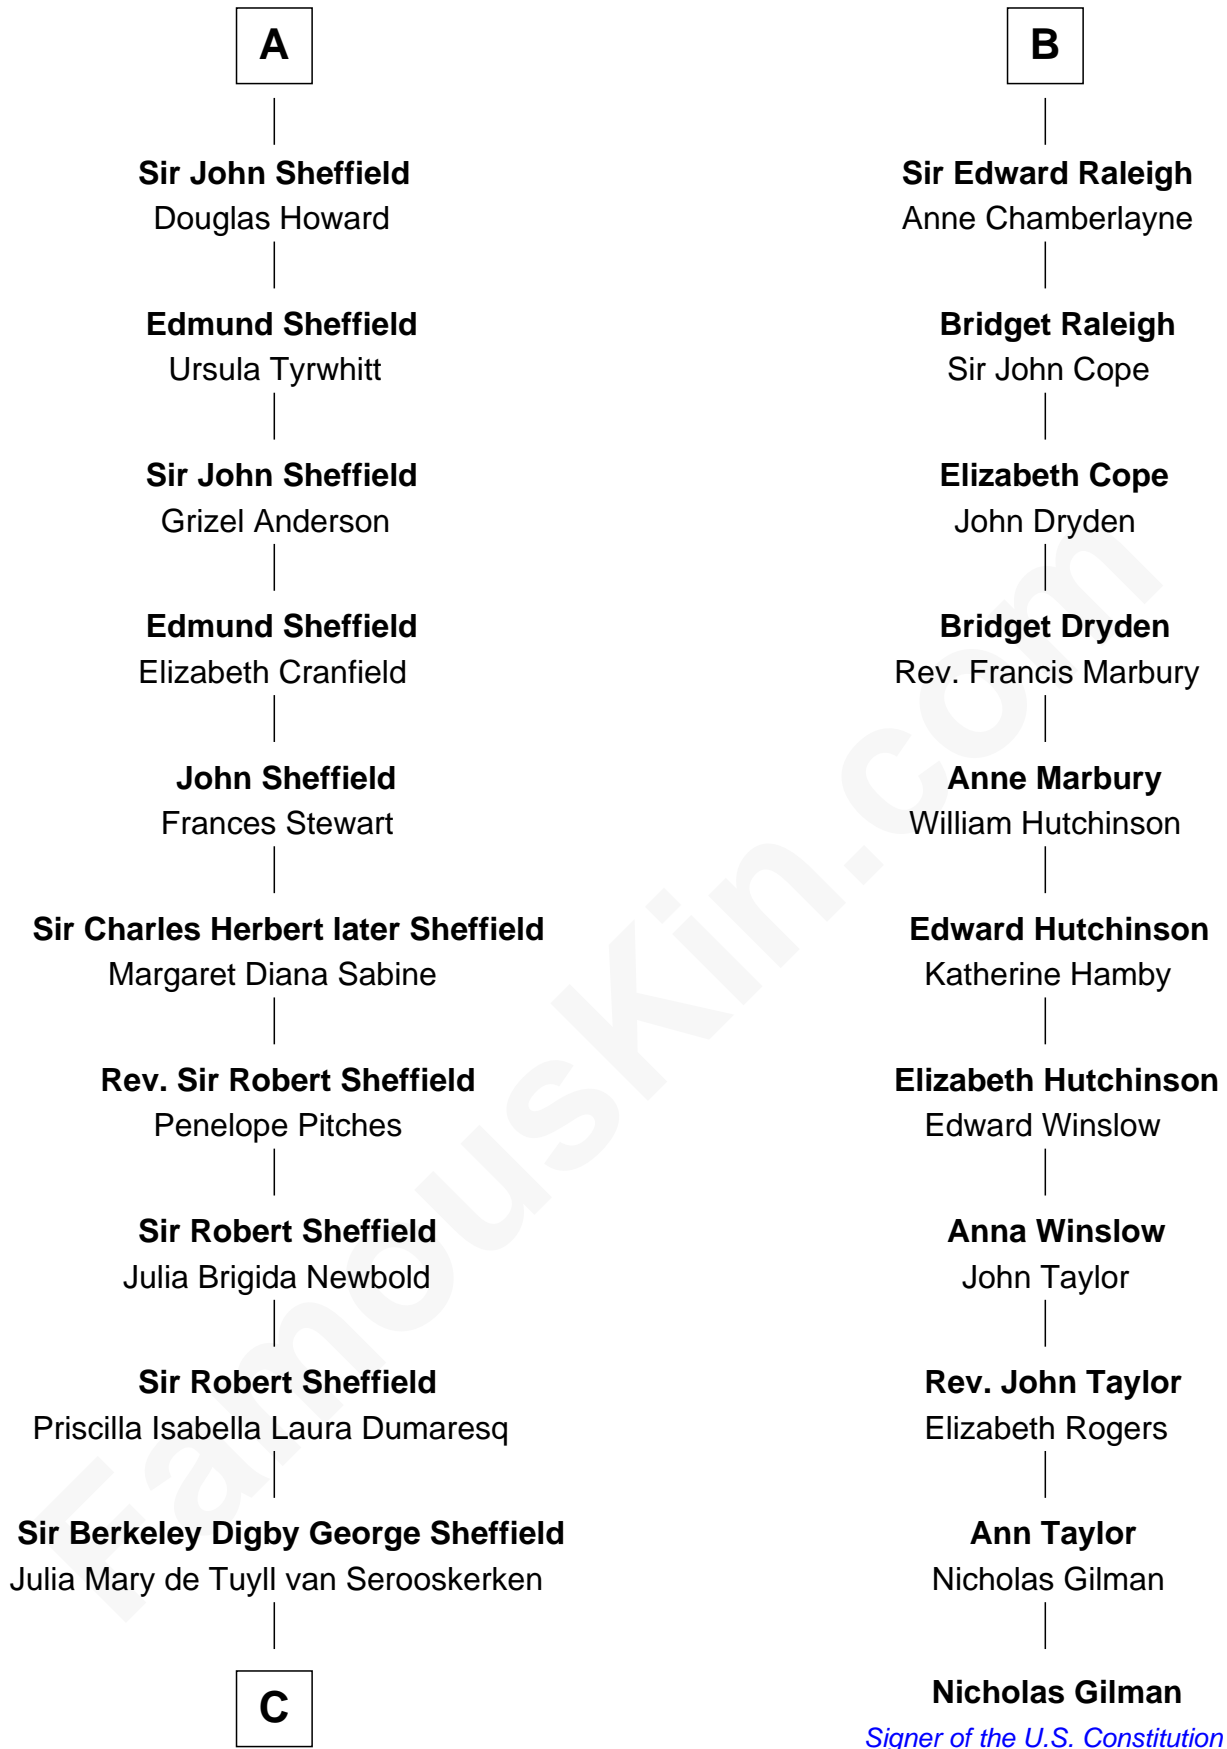 A
Sir John Sheffield
Douglas Howard
Edmund Sheffield
Ursula Tyrwhitt
Sir John Sheffield
Grizel Anderson
Edmund Sheffield
Elizabeth Cranfield
John Sheffield
Frances Stewart
Sir Charles Herbert later Sheffield
Margaret Diana Sabine
Rev. Sir Robert Sheffield
Penelope Pitches
Sir Robert Sheffield
Julia Brigida Newbold
Sir Robert Sheffield
Priscilla Isabella Laura Dumaresq
Sir Berkeley Digby George Sheffield
Julia Mary de Tuyll van Serooskerken
C
B
Sir Edward Raleigh
Anne Chamberlayne
Bridget Raleigh
Sir John Cope
Elizabeth Cope
John Dryden
Bridget Dryden
Rev. Francis Marbury
Anne Marbury
William Hutchinson
Edward Hutchinson
Katherine Hamby
Elizabeth Hutchinson
Edward Winslow
Anna Winslow
John Taylor
Rev. John Taylor
Elizabeth Rogers
Ann Taylor
Nicholas Gilman
Nicholas Gilman
Signer of the U.S. Constitution
FamousKin.com